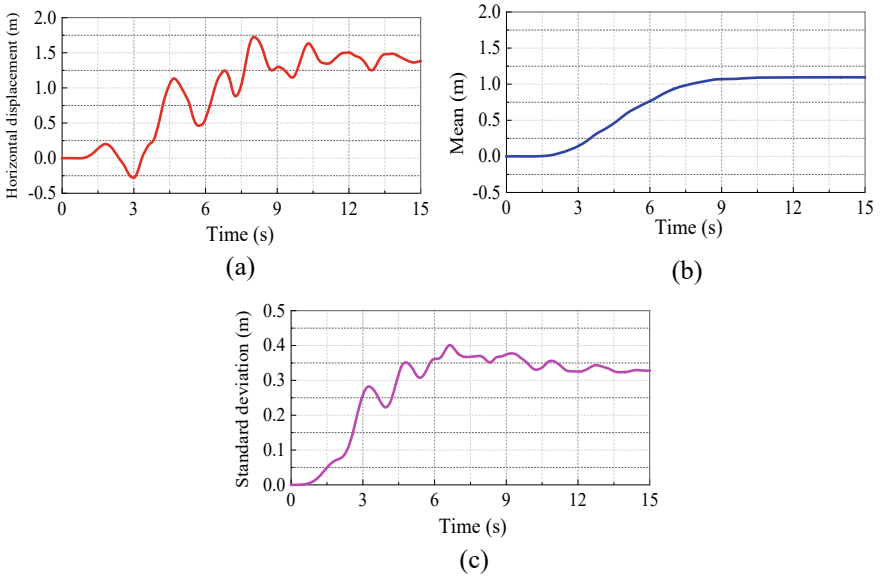 Horizontal displacement (m)
2.0
1.5
1.0
0.5
0.0
-0.5
0 3 6 9 12 15
Time (s)
(a)
Mean (m)
2.0
1.5
1.0
0.5
0.0
-0.5
0 3 6 9 12 15
Time (s)
(b)
Standard deviation (m)
0.5
0.4
0.3
0.2
0.1
0.0
0 3 6 9 12 15
Time (s)
(c)